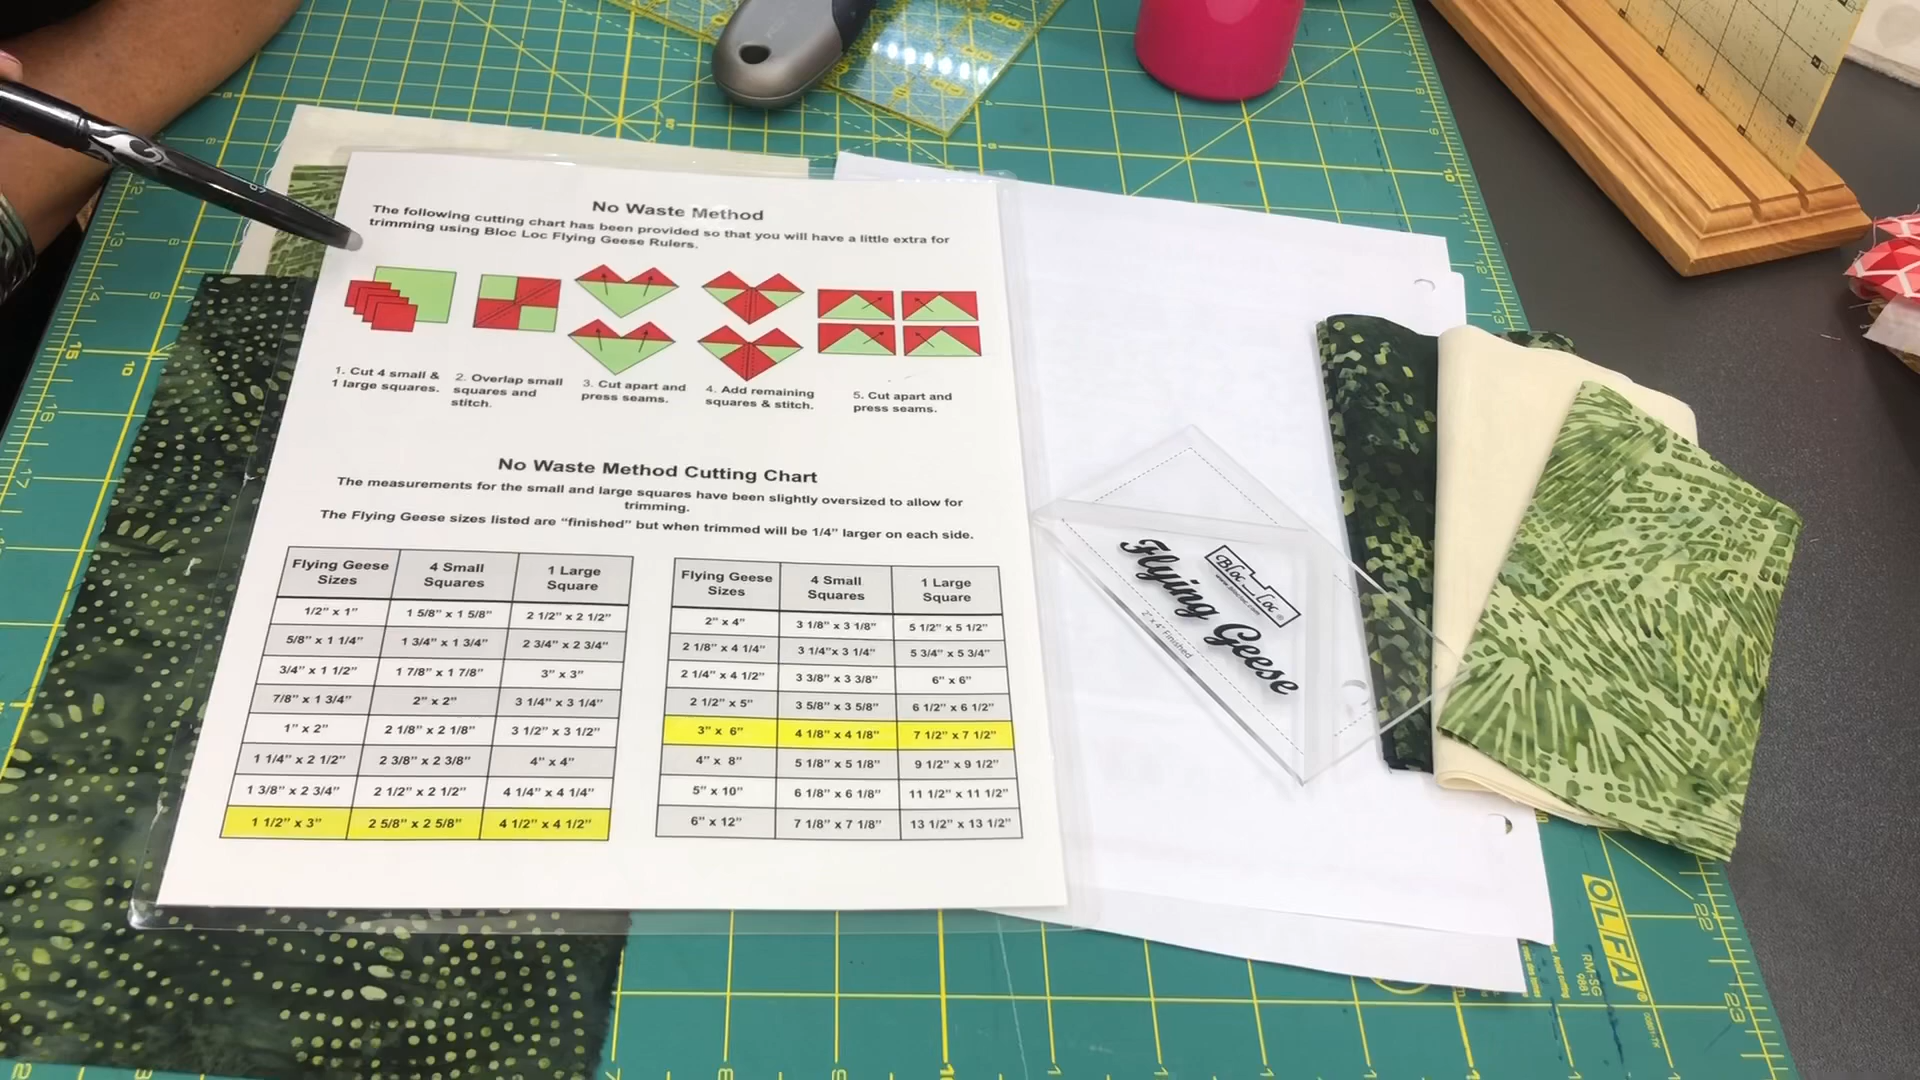 No Waste Method
The following cutting chart has been provided so that you will have a little extra for
trimming using Bloc Loc Flying Geese Rulers.
1. Cut 4 small &
1 large squares.
2. Overlap small
squares and
stitch.
3. Cut apart and
press seams.
4. Add remaining
squares & stitch.
5. Cut apart and
press seams.
No Waste Method Cutting Chart
The measurements for the small and large squares have been slightly oversized to allow for
trimming.
The Flying Geese sizes listed are “finished” but when trimmed will be 1/4” larger on each side.
Flying Geese Sizes 4 Small Squares 1 Large Square
1/2” x 1” 1 5/8” x 1 5/8” 2 1/2” x 2 1/2”
5/8” x 1 1/4” 1 3/4” x 1 3/4” 2 3/4” x 2 3/4”
3/4” x 1 1/2” 1 7/8” x 1 7/8” 3” x 3”
7/8” x 1 3/4” 2” x 2” 3 1/4” x 3 1/4”
1” x 2” 2 1/8” x 2 1/8” 3 1/2” x 3 1/2”
1 1/4” x 2 1/2” 2 3/8” x 2 3/8” 4” x 4”
1 3/8” x 2 3/4” 2 1/2” x 2 1/2” 4 1/4” x 4 1/4”
1 1/2” x 3” 2 5/8” x 2 5/8” 4 1/2” x 4 1/2”
Flying Geese Sizes 4 Small Squares 1 Large Square
2” x 4” 3 1/8” x 3 1/8” 5 1/2” x 5 1/2”
2 1/8” x 4 1/4” 3 1/4”x 3 1/4” 5 3/4” x 5 3/4”
2 1/4” x 4 1/2” 3 3/8” x 3 3/8” 6” x 6”
2 1/2” x 5” 3 5/8” x 3 5/8” 6 1/2” x 6 1/2”
3” x 6” 4 1/8” x 4 1/8” 7 1/2” x 7 1/2”
4” x 8” 5 1/8” x 5 1/8” 9 1/2” x 9 1/2”
5” x 10” 6 1/8” x 6 1/8” 11 1/2” x 11 1/2”
6” x 12” 7 1/8” x 7 1/8” 13 1/2” x 13 1/2”
Bloc Loc®
Flying Geese
2" x 4" Finished
OLFA®
RM-SG
22
23
13
14
15
16
17
8
9
10